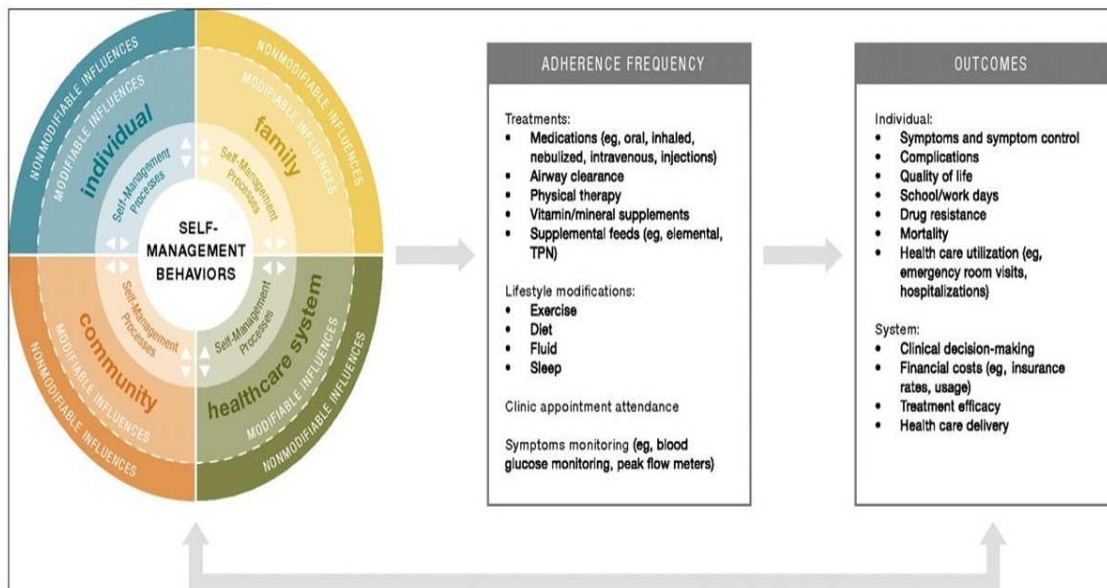 NONMODIFIABLE INFLUENCES
MODIFIABLE INFLUENCES
individual
Self-Management
Processes
NONMODIFIABLE INFLUENCES
MODIFIABLE INFLUENCES
family
Self-Management
Processes
SELF-
MANAGEMENT
BEHAVIORS
Self-Management
Processes
community
MODIFIABLE INFLUENCES
NONMODIFIABLE INFLUENCES
Self-Management
Processes
healthcare system
MODIFIABLE INFLUENCES
NONMODIFIABLE INFLUENCES
ADHERENCE FREQUENCY
Treatments:
• Medications (eg, oral, inhaled,
nebulized, intravenous, injections)
• Airway clearance
• Physical therapy
• Vitamin/mineral supplements
• Supplemental feeds (eg, elemental,
TPN)
Lifestyle modifications:
• Exercise
• Diet
• Fluid
• Sleep
Clinic appointment attendance
Symptoms monitoring (eg, blood
glucose monitoring, peak flow meters)
OUTCOMES
Individual:
• Symptoms and symptom control
• Complications
• Quality of life
• School/work days
• Drug resistance
• Mortality
• Health care utilization (eg,
emergency room visits,
hospitalizations)
System:
• Clinical decision-making
• Financial costs (eg, insurance
rates, usage)
• Treatment efficacy
• Health care delivery